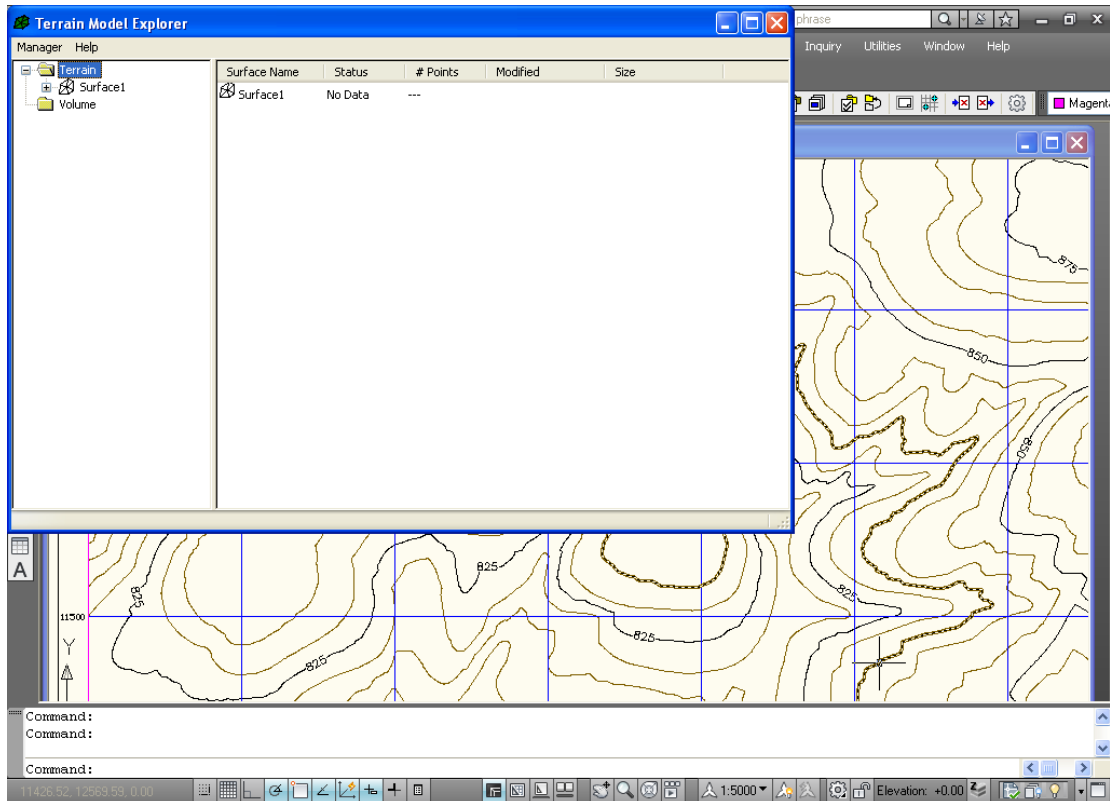 Terrain Model Explorer
phrase
Manager Help
Inquiry Utilities Window Help
Terrain
Surface1
Volume
Surface Name Status # Points Modified Size
Surface1 No Data ---
Magenta
875
850
850
825
825
825
825
825
11500
Y
A
Command:
Command:
Command:
11426.52, 12569.59, 0.00
1:5000
Elevation: +0.00